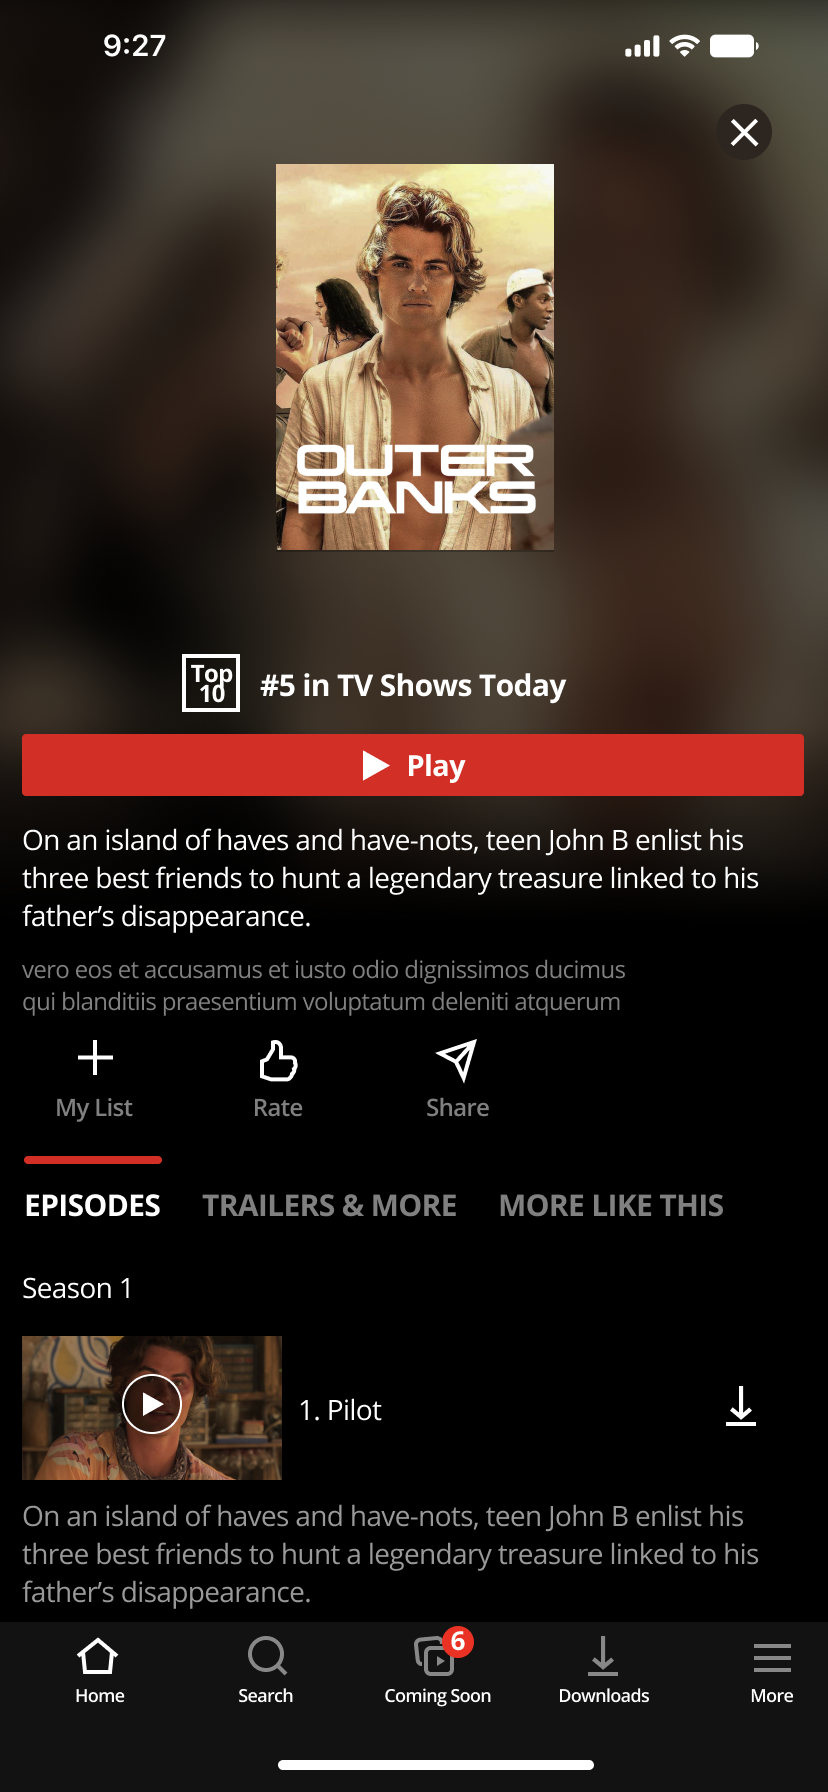 9:27
OUTER
BANKS
Top
10
#5 in TV Shows Today
Play
On an island of haves and have-nots, teen John B enlist his
three best friends to hunt a legendary treasure linked to his
father’s disappearance.
vero eos et accusamus et iusto odio dignissimos ducimus
qui blanditiis praesentium voluptatum deleniti atquerum
My List
Rate
Share
EPISODES
TRAILERS & MORE
MORE LIKE THIS
Season 1
1. Pilot
On an island of haves and have-nots, teen John B enlist his
three best friends to hunt a legendary treasure linked to his
father’s disappearance.
6
Home
Search
Coming Soon
Downloads
More